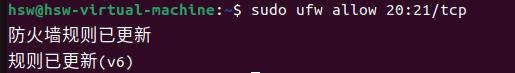 hsw@hsw-virtual-machine:~$ sudo ufw allow 20:21/tcp
防火墙规则已更新
规则已更新(v6)